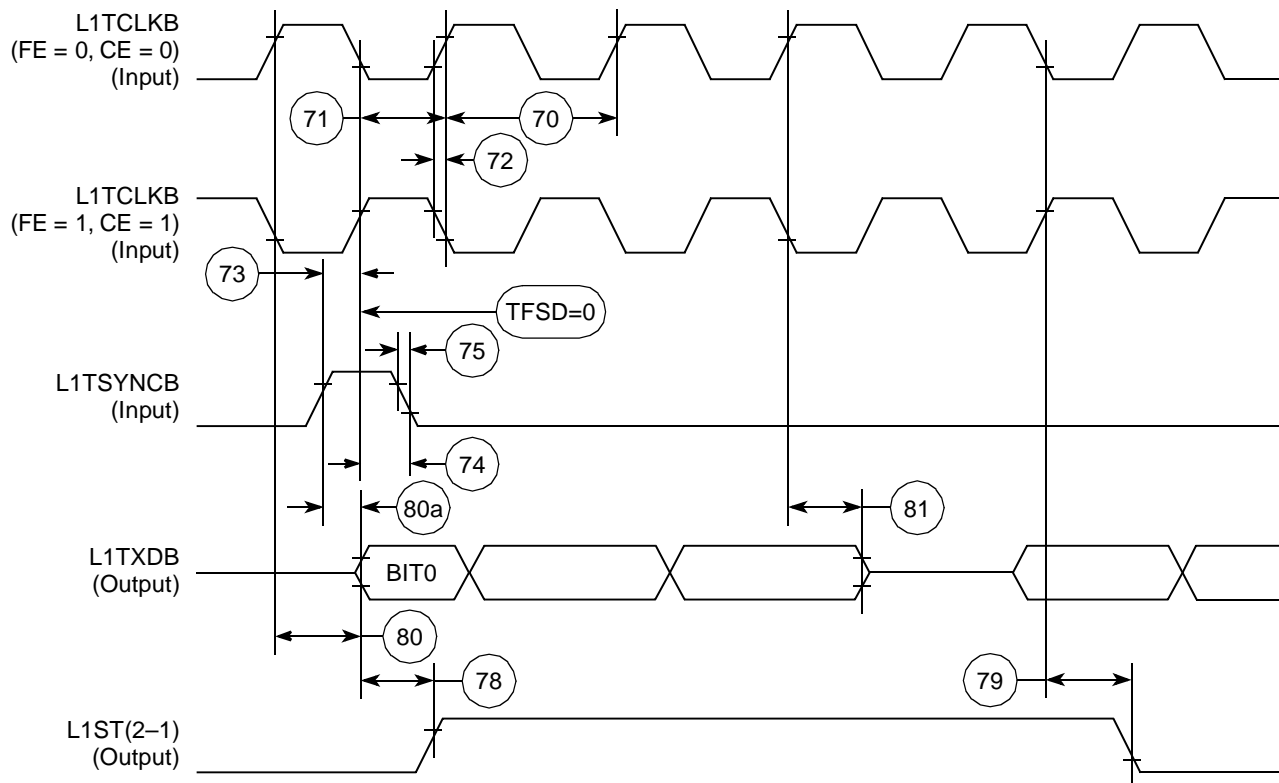 L1TCLKB
(FE = 0, CE = 0)
(Input)
71
70
72
L1TCLKB
(FE = 1, CE = 1)
(Input)
73
TFSD=0
75
L1TSYNCB
(Input)
74
80a
81
L1TXDB
(Output)
BIT0
80
78
79
L1ST(2–1)
(Output)